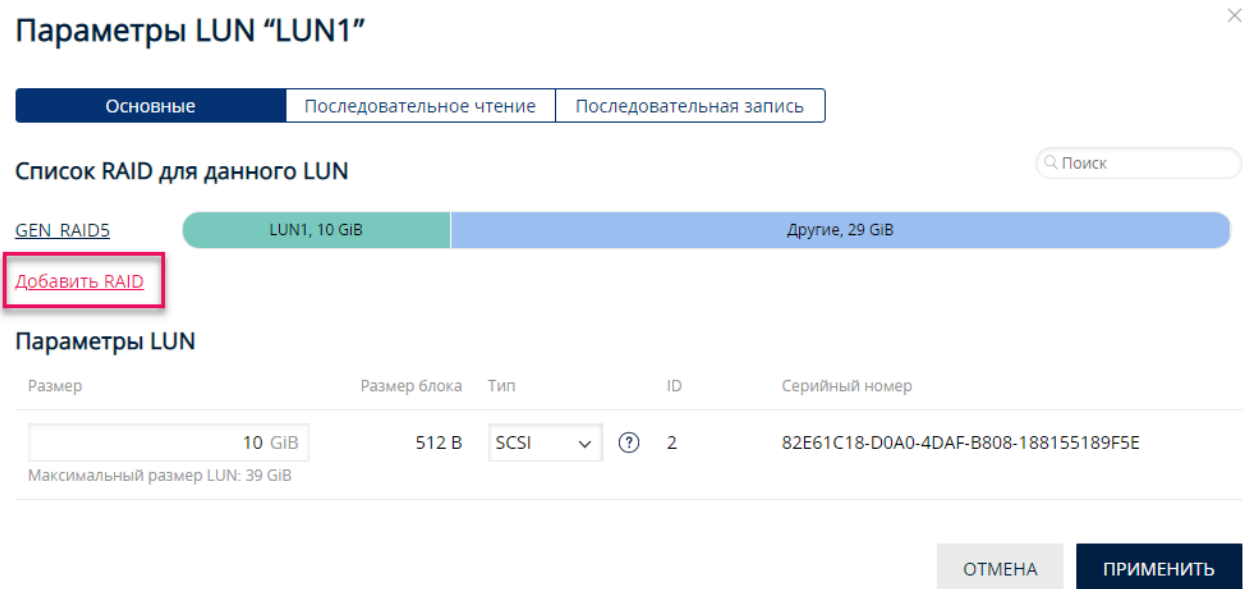 Параметры LUN “LUN1”
Основные Последовательное чтение Последовательная запись
Список RAID для данного LUN
Поиск
GEN_RAID5 LUN1, 10 GiB Другие, 29 GiB
Добавить RAID
Параметры LUN
Размер Размер блока Тип ID Серийный номер
10 GiB 512 B SCSI ? 2 82E61C18-D0A0-4DAF-B808-188155189F5E
Максимальный размер LUN: 39 GiB
ОТМЕНА ПРИМЕНИТЬ